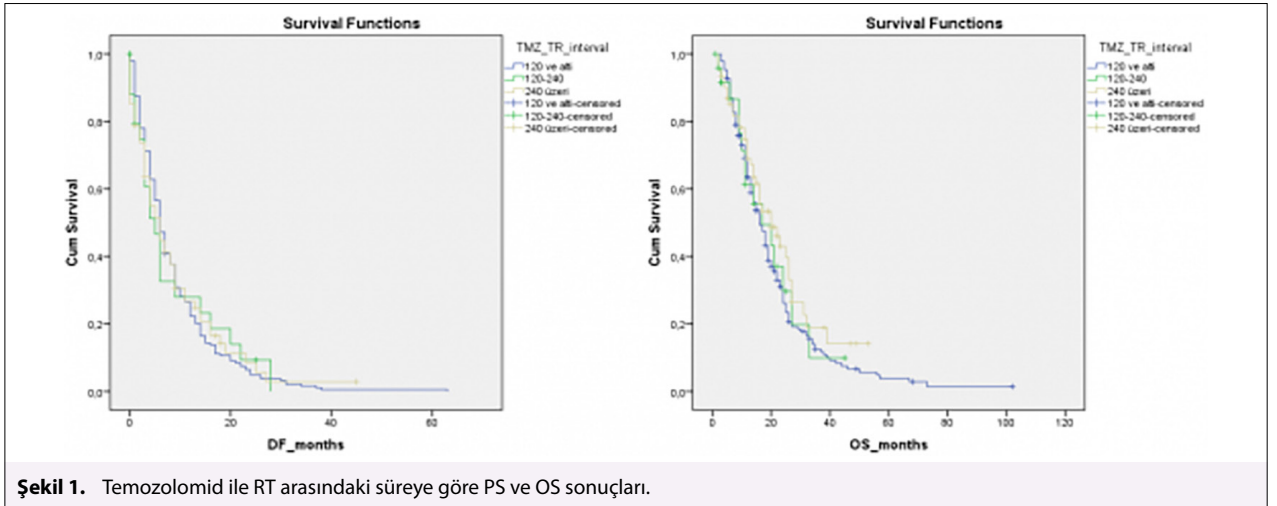 Survival Functions
TMZ_TR_interval
120 ve alti
120-240
240 üzeri
120 ve alti-censored
120-240-censored
240 üzeri-censored
Cum Survival
1,0
0,8
0,6
0,4
0,2
0,0
0 20 40 60
DF_months
Survival Functions
TMZ_TR_interval
120 ve alti
120-240
240 üzeri
120 ve alti-censored
120-240-censored
240 üzeri-censored
Cum Survival
1,0
0,8
0,6
0,4
0,2
0,0
0 20 40 60 80 100 120
OS_months
Şekil 1. Temozolomid ile RT arasındaki süreye göre PS ve OS sonuçları.